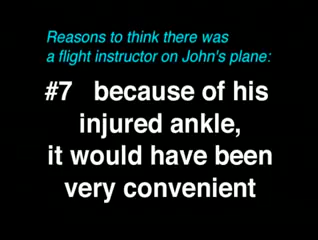 Reasons to think there was
a flight instructor on John's plane:
#7 because of his
injured ankle,
it would have been
very convenient